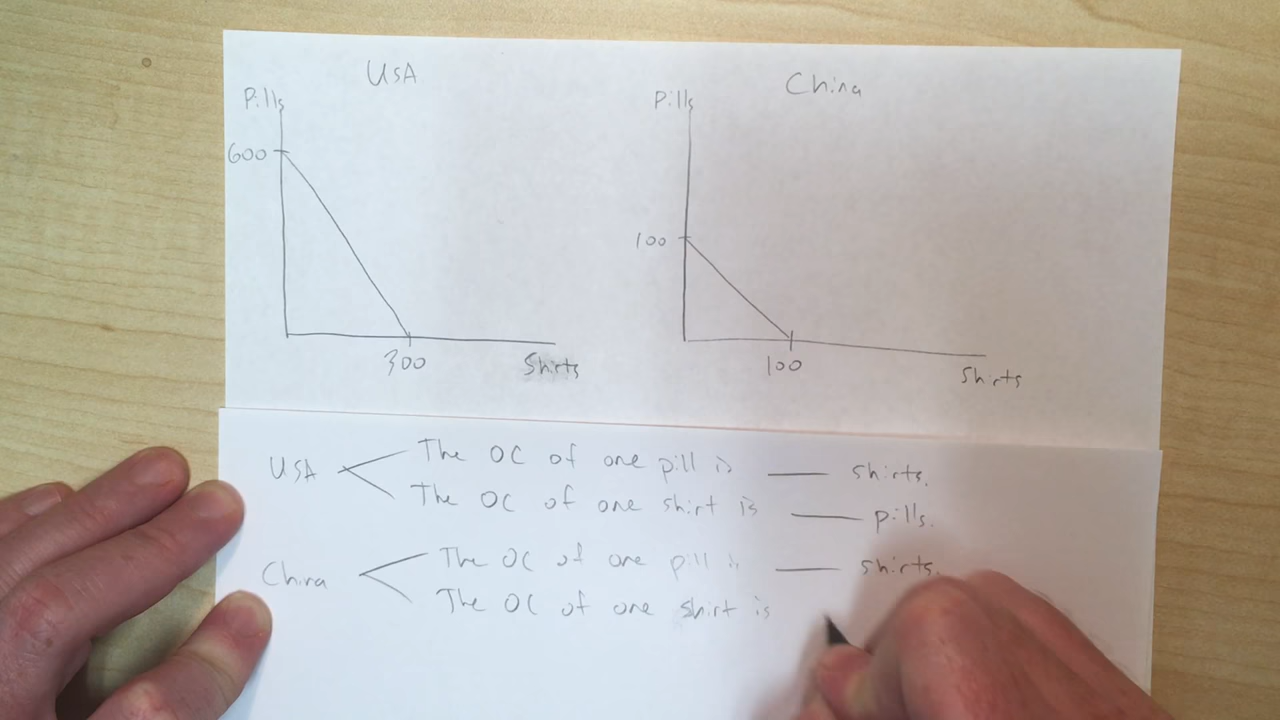 USA
Pills
600
300
Shirts
China
Pills
100
100
Shirts
USA < The OC of one pill is ___ shirts.
The OC of one shirt is ___ pills.
China < The OC of one pill is ___ shirts.
The OC of one shirt is